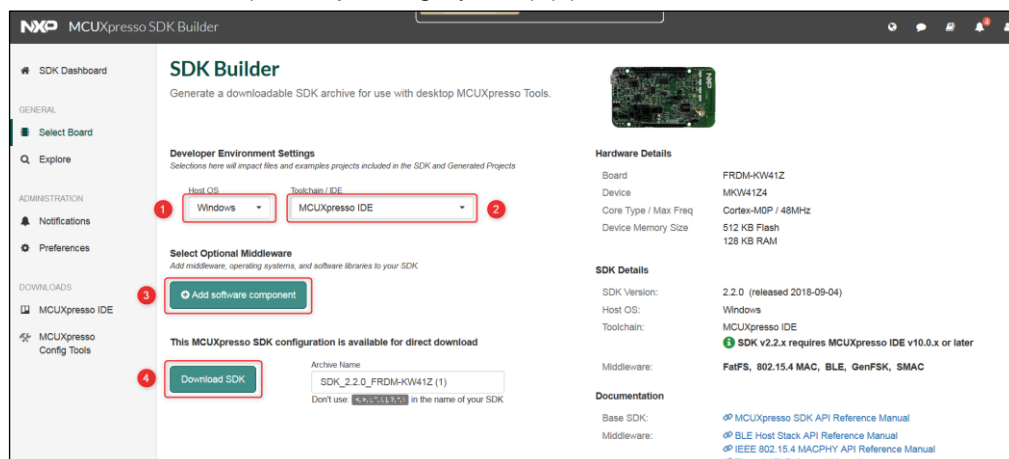 NXP MCUXpresso SDK Builder
4
SDK Dashboard
GENERAL
Select Board
Explore
ADMINISTRATION
Notifications
Preferences
DOWNLOADS
MCUXpresso IDE
MCUXpresso
Config Tools
SDK Builder
Generate a downloadable SDK archive for use with desktop MCUXpresso Tools.
Developer Environment Settings
Selections here will impact files and examples projects included in the SDK and Generated Projects
Host OS
Toolchain / IDE
1
Windows
MCUXpresso IDE
2
Select Optional Middleware
Add middleware, operating systems, and software libraries to your SDK.
3
Add software component
This MCUXpresso SDK configuration is available for direct download
4
Download SDK
Archive Name
SDK_2.2.0_FRDM-KW41Z (1)
Don't use: in the name of your SDK
NXP
Hardware Details
Board FRDM-KW41Z
Device MKW41Z4
Core Type / Max Freq Cortex-M0P / 48MHz
Device Memory Size 512 KB Flash
128 KB RAM
SDK Details
SDK Version: 2.2.0 (released 2018-09-04)
Host OS: Windows
Toolchain: MCUXpresso IDE
SDK v2.2.x requires MCUXpresso IDE v10.0.x or later
Middleware: FatFS, 802.15.4 MAC, BLE, GenFSK, SMAC
Documentation
Base SDK: MCUXpresso SDK API Reference Manual
Middleware: BLE Host Stack API Reference Manual
IEEE 802.15.4 MACPHY API Reference Manual